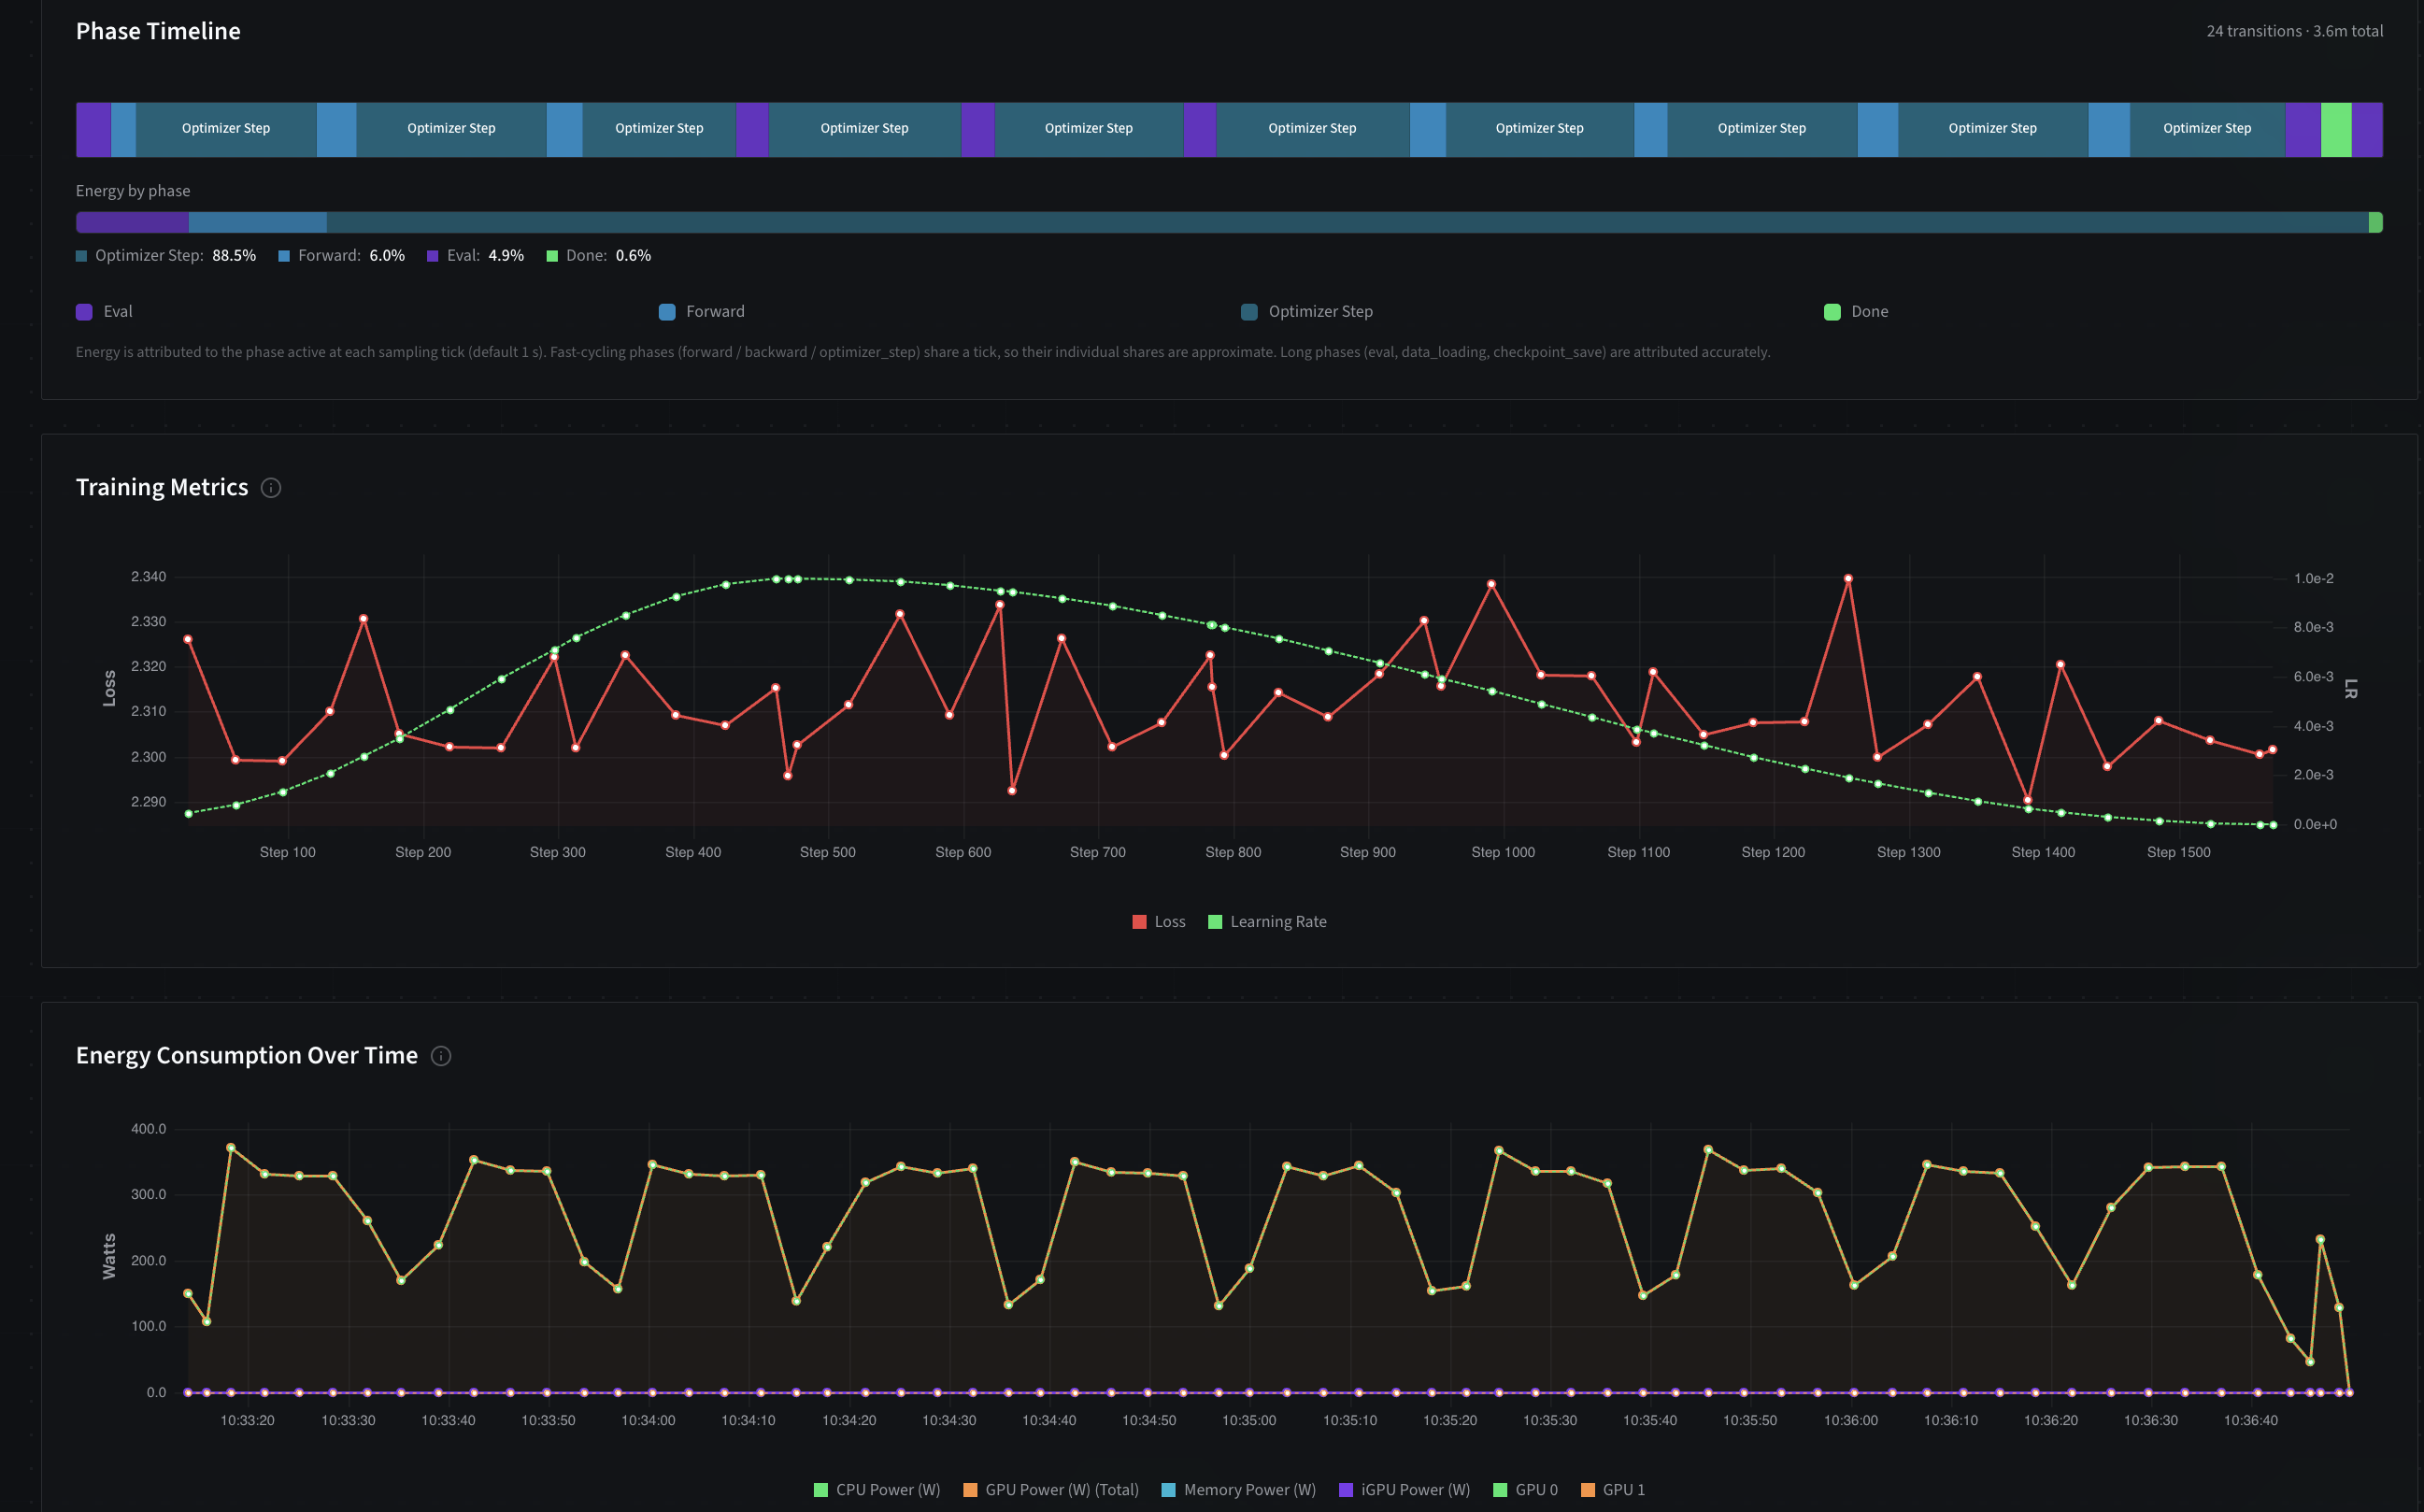 Phase Timeline
24 transitions · 3.6m total
Optimizer Step Optimizer Step Optimizer Step Optimizer Step Optimizer Step Optimizer Step Optimizer Step Optimizer Step Optimizer Step Optimizer Step
Energy by phase
Optimizer Step: 88.5% Forward: 6.0% Eval: 4.9% Done: 0.6%
Eval Forward Optimizer Step Done
Energy is attributed to the phase active at each sampling tick (default 1 s). Fast-cycling phases (forward / backward / optimizer_step) share a tick, so their individual shares are approximate. Long phases (eval, data_loading, checkpoint_save) are attributed accurately.
Training Metrics
Loss
2.340
2.330
2.320
2.310
2.300
2.290
1.0e-2
8.0e-3
6.0e-3
4.0e-3
2.0e-3
0.0e+0
LR
Step 100 Step 200 Step 300 Step 400 Step 500 Step 600 Step 700 Step 800 Step 900 Step 1000 Step 1100 Step 1200 Step 1300 Step 1400 Step 1500
Loss Learning Rate
Energy Consumption Over Time
Watts
400.0
300.0
200.0
100.0
0.0
10:33:20 10:33:30 10:33:40 10:33:50 10:34:00 10:34:10 10:34:20 10:34:30 10:34:40 10:34:50 10:35:00 10:35:10 10:35:20 10:35:30 10:35:40 10:35:50 10:36:00 10:36:10 10:36:20 10:36:30 10:36:40
CPU Power (W) GPU Power (W) (Total) Memory Power (W) iGPU Power (W) GPU 0 GPU 1